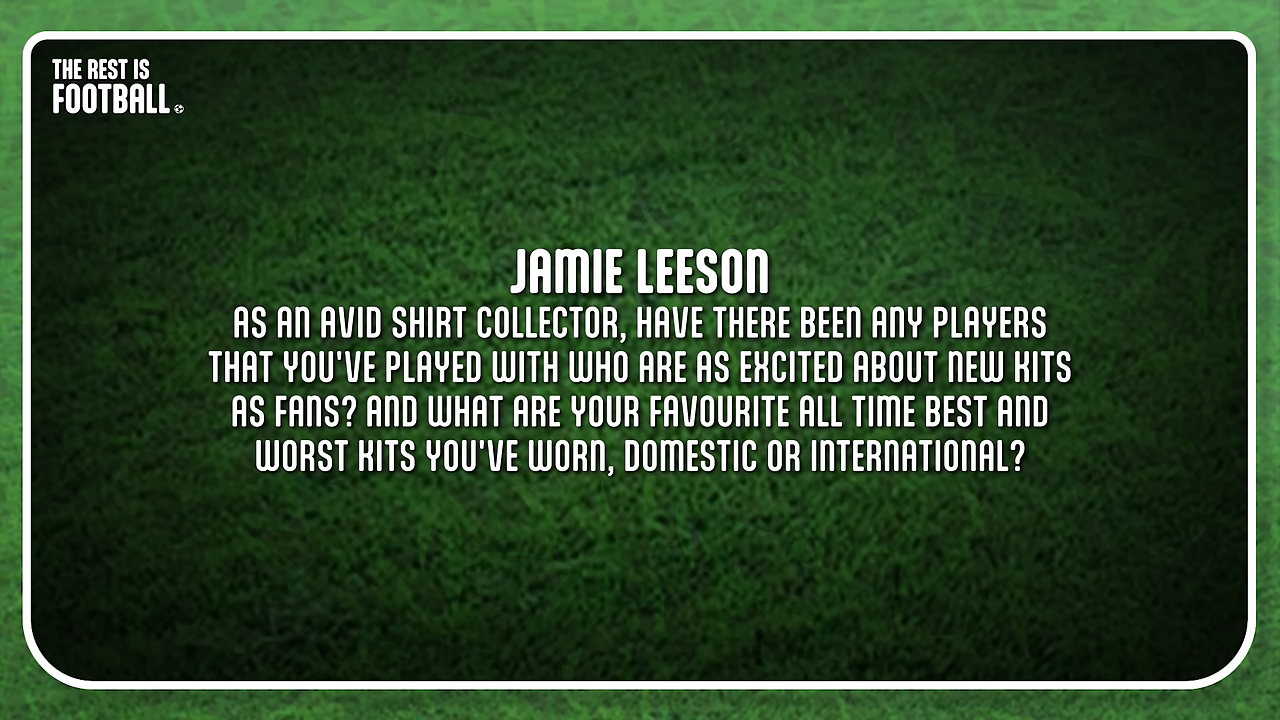 THE REST IS
FOOTBALL
JAMIE LEESON
AS AN AVID SHIRT COLLECTOR, HAVE THERE BEEN ANY PLAYERS
THAT YOU'VE PLAYED WITH WHO ARE AS EXCITED ABOUT NEW KITS
AS FANS? AND WHAT ARE YOUR FAVOURITE ALL TIME BEST AND
WORST KITS YOU'VE WORN, DOMESTIC OR INTERNATIONAL?